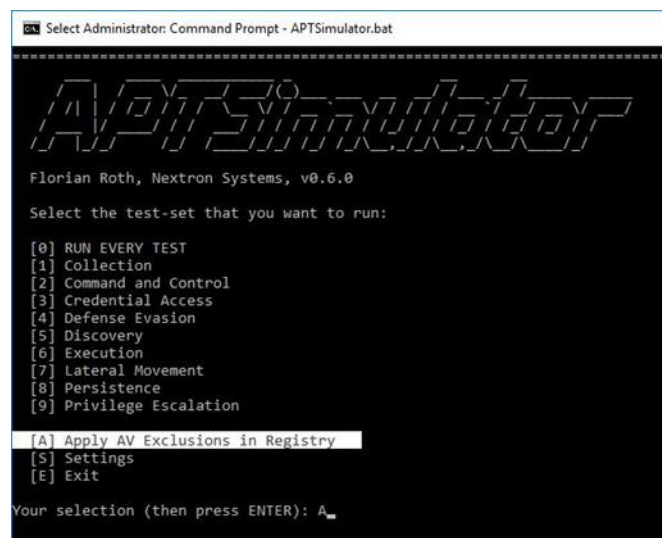 Select Administrator: Command Prompt - APTSimulator.bat
APTSimulator
Florian Roth, Nextron Systems, v0.6.0
Select the test-set that you want to run:
[0] RUN EVERY TEST
[1] Collection
[2] Command and Control
[3] Credential Access
[4] Defense Evasion
[5] Discovery
[6] Execution
[7] Lateral Movement
[8] Persistence
[9] Privilege Escalation
[A] Apply AV Exclusions in Registry
[S] Settings
[E] Exit
Your selection (then press ENTER): A